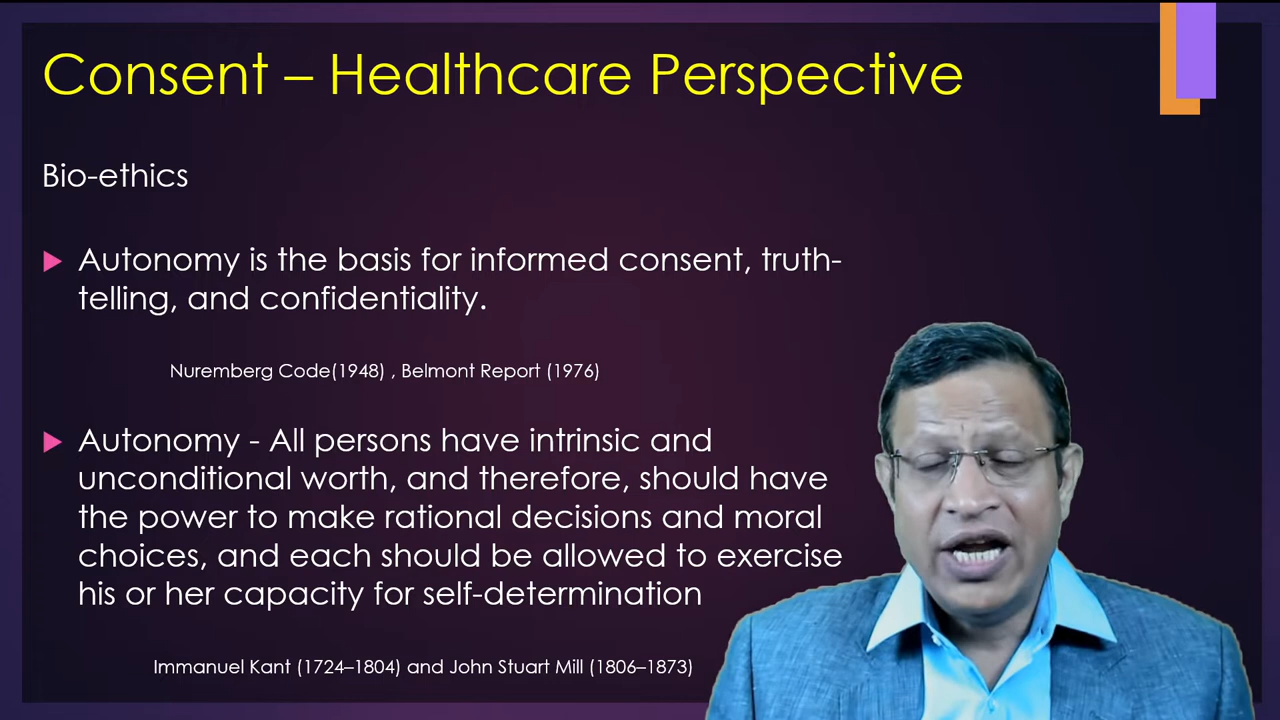 Consent – Healthcare Perspective
Bio-ethics
Autonomy is the basis for informed consent, truth-
telling, and confidentiality.
Nuremberg Code(1948) , Belmont Report (1976)
Autonomy - All persons have intrinsic and
unconditional worth, and therefore, should have
the power to make rational decisions and moral
choices, and each should be allowed to exercise
his or her capacity for self-determination
Immanuel Kant (1724–1804) and John Stuart Mill (1806–1873)